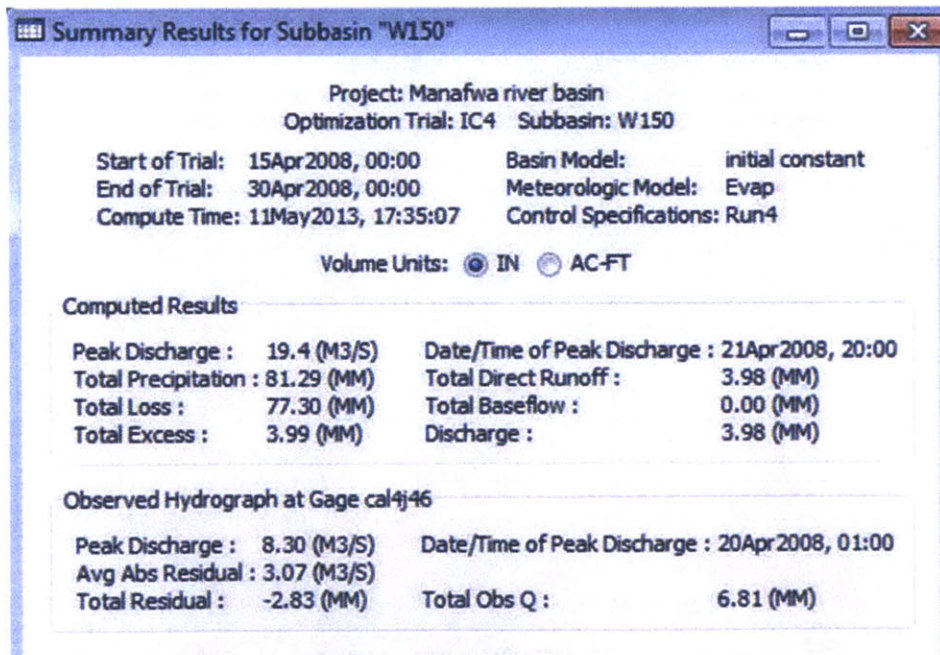 Summary Results for Subbasin "W150"
Project: Manafwa river basin
Optimization Trial: IC4 Subbasin: W150
Start of Trial: 15Apr2008, 00:00 Basin Model: initial constant
End of Trial: 30Apr2008, 00:00 Meteorologic Model: Evap
Compute Time: 11May2013, 17:35:07 Control Specifications: Run4
Volume Units: IN AC-FT
Computed Results
Peak Discharge : 19.4 (M3/S) Date/Time of Peak Discharge : 21Apr2008, 20:00
Total Precipitation : 81.29 (MM) Total Direct Runoff : 3.98 (MM)
Total Loss : 77.30 (MM) Total Baseflow : 0.00 (MM)
Total Excess : 3.99 (MM) Discharge : 3.98 (MM)
Observed Hydrograph at Gage cal4j46
Peak Discharge : 8.30 (M3/S) Date/Time of Peak Discharge : 20Apr2008, 01:00
Avg Abs Residual : 3.07 (M3/S)
Total Residual : -2.83 (MM) Total Obs Q : 6.81 (MM)